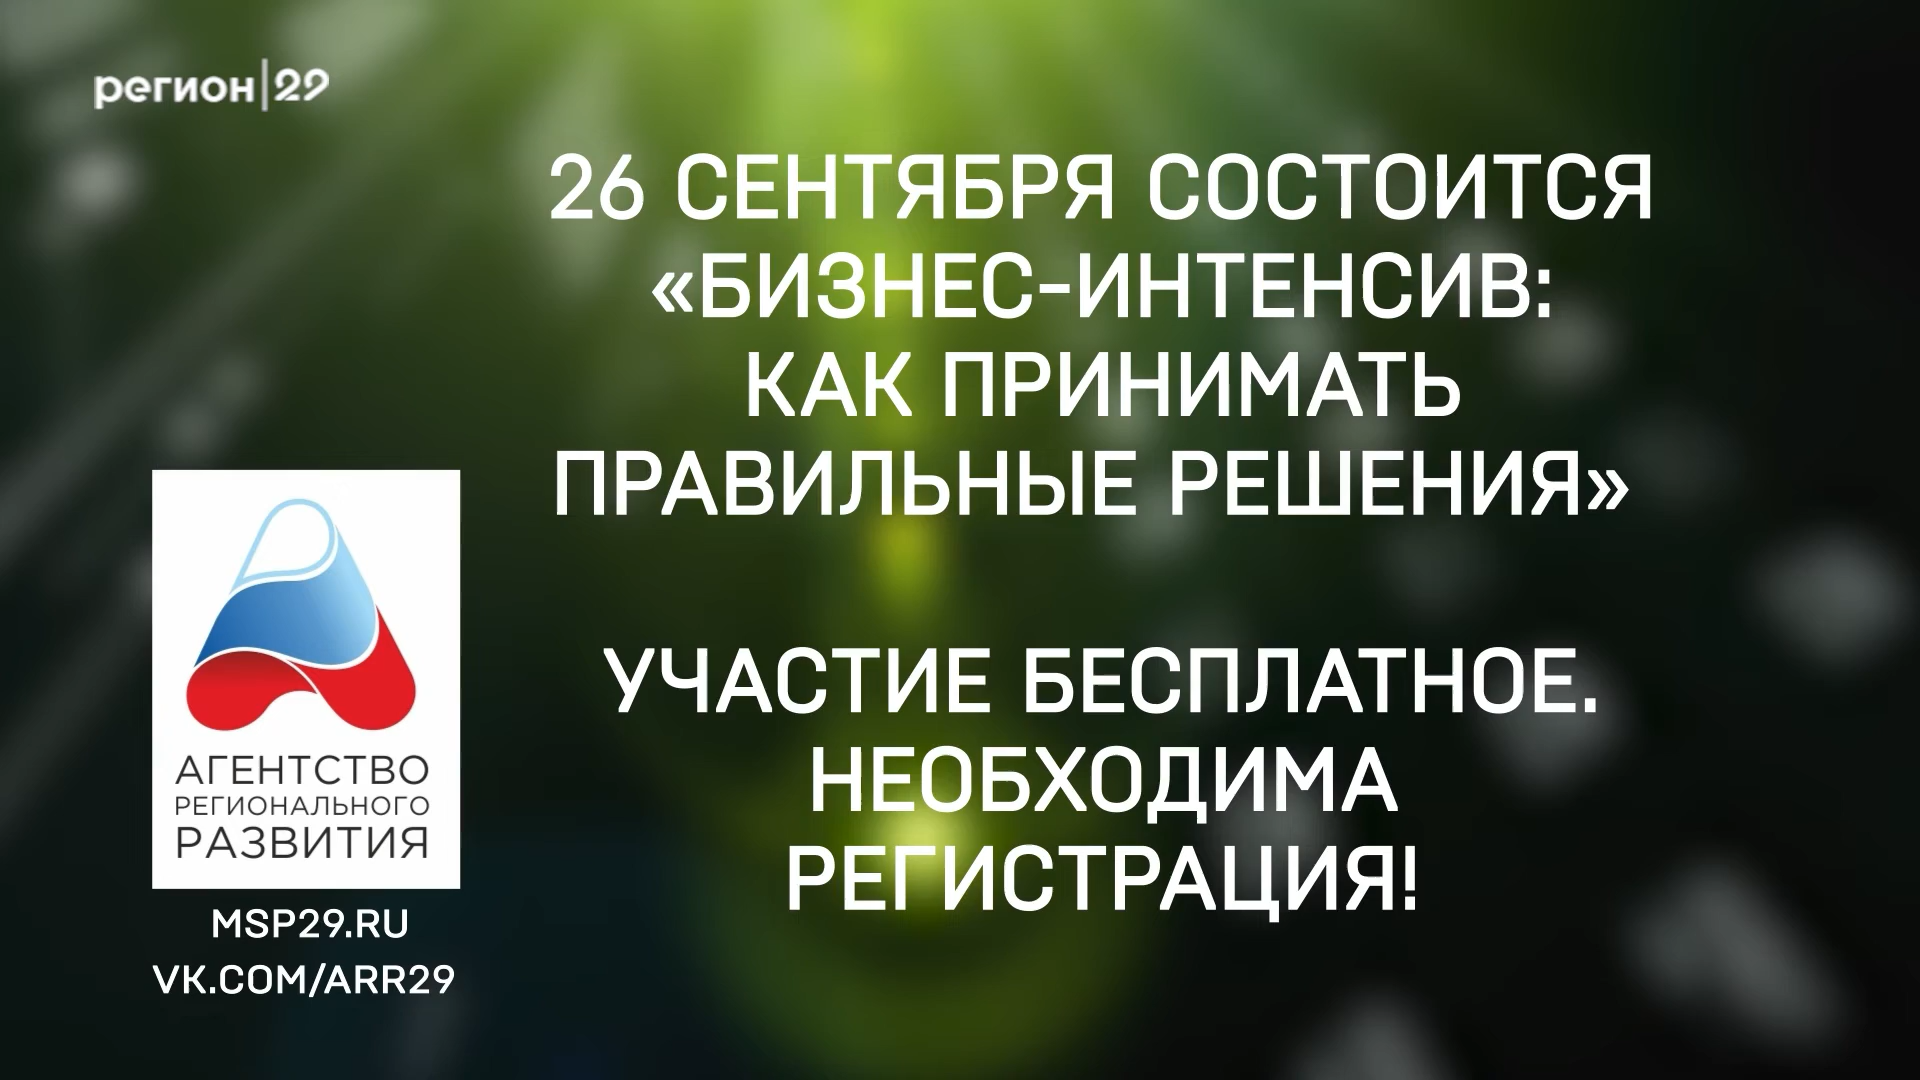 регион|29
26 СЕНТЯБРЯ СОСТОИТСЯ
«БИЗНЕС-ИНТЕНСИВ:
КАК ПРИНИМАТЬ
ПРАВИЛЬНЫЕ РЕШЕНИЯ»
УЧАСТИЕ БЕСПЛАТНОЕ.
НЕОБХОДИМА
РЕГИСТРАЦИЯ!
АГЕНТСТВО
РЕГИОНАЛЬНОГО
РАЗВИТИЯ
MSP29.RU
VK.COM/ARR29